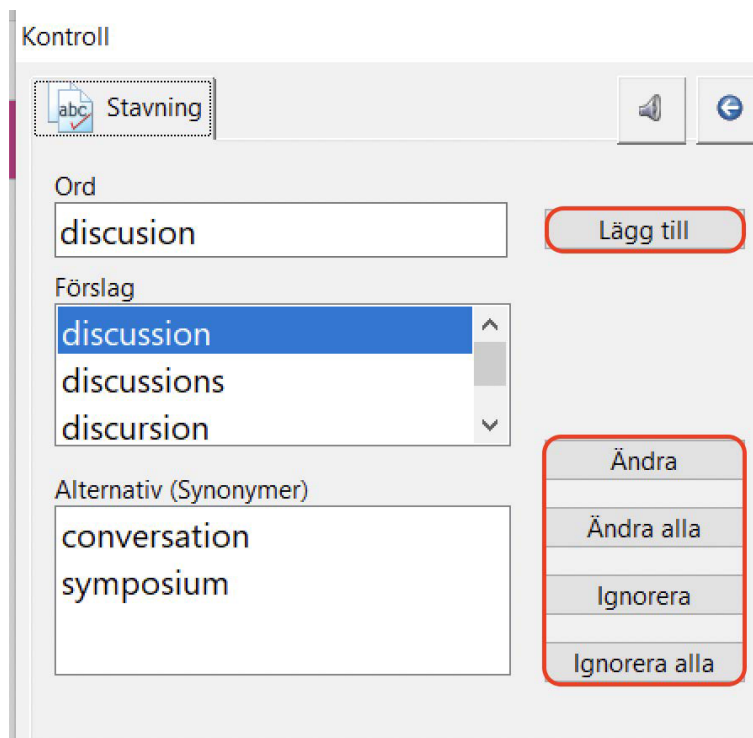 Kontroll
abc
Stavning
Ord
discusion
Lägg till
Förslag
discussion
discussions
discursion
Alternativ (Synonymer)
conversation
symposium
Ändra
Ändra alla
Ignorera
Ignorera alla